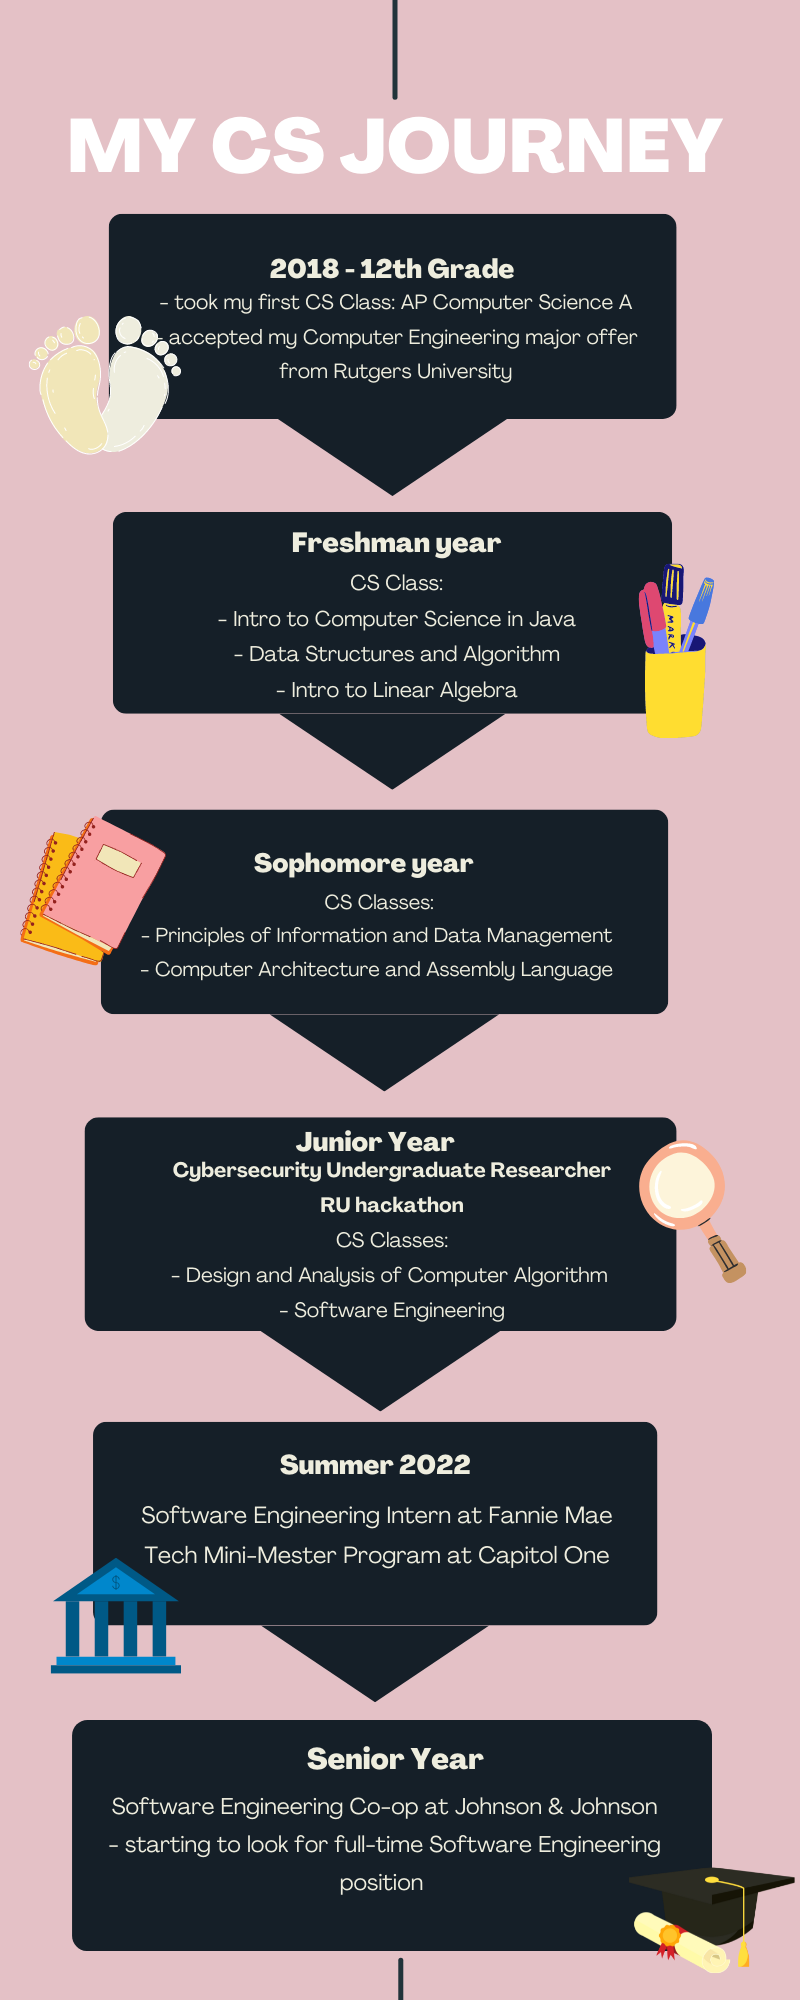 MY CS JOURNEY
2018 - 12th Grade
- took my first CS Class: AP Computer Science A
accepted my Computer Engineering major offer
from Rutgers University
Freshman year
CS Class:
- Intro to Computer Science in Java
- Data Structures and Algorithm
- Intro to Linear Algebra
MARK
Sophomore year
CS Classes:
- Principles of Information and Data Management
- Computer Architecture and Assembly Language
Junior Year
Cybersecurity Undergraduate Researcher
RU hackathon
CS Classes:
- Design and Analysis of Computer Algorithm
- Software Engineering
Summer 2022
Software Engineering Intern at Fannie Mae
Tech Mini-Mester Program at Capitol One
$
Senior Year
Software Engineering Co-op at Johnson & Johnson
- starting to look for full-time Software Engineering
position